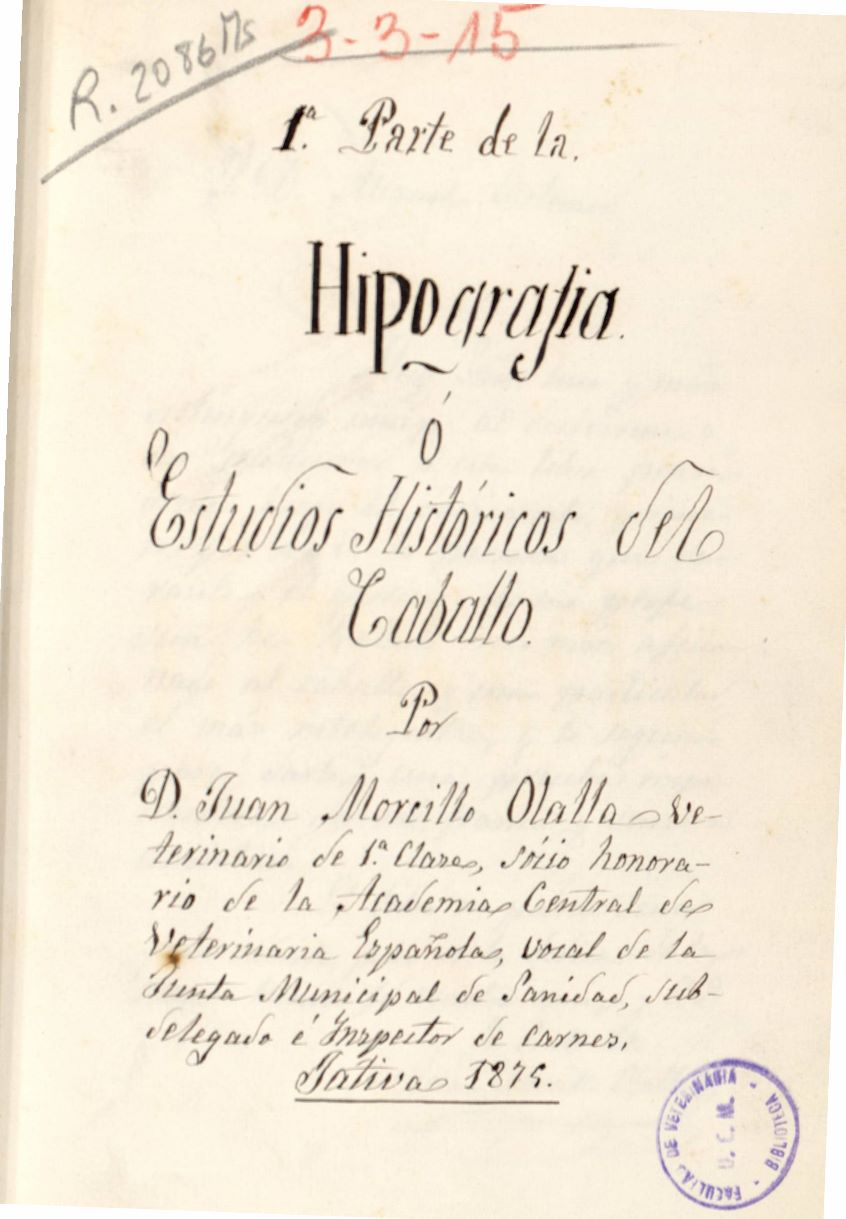 R. 2086 Ms
3-3-15
1.ª Parte de la,
Hipografia.
ó
Estudios Históricos del
Caballo.
Por
D. Juan Morcillo Olalla Ve-
terinario de 1.ª Clase, sócio honora-
rio de la Academia Central de
Veterinaria Española, vocal de la
Junta Municipal de Sanidad, sub-
delegado é Inspector de carnes,
Játiva 1875.
FACULTAD DE VETERINARIA - BIBLIOTECA -
U. C. M.